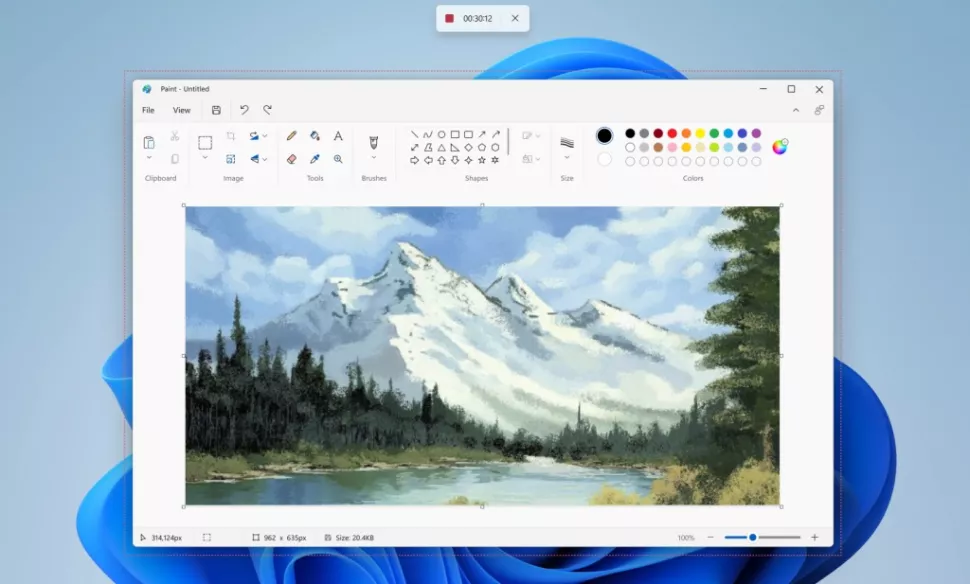 00:30:12
Paint - Untitled
File View
Clipboard Image Tools Brushes Shapes Size Colors
314,124px 962 x 635px Size: 20.4KB 100%